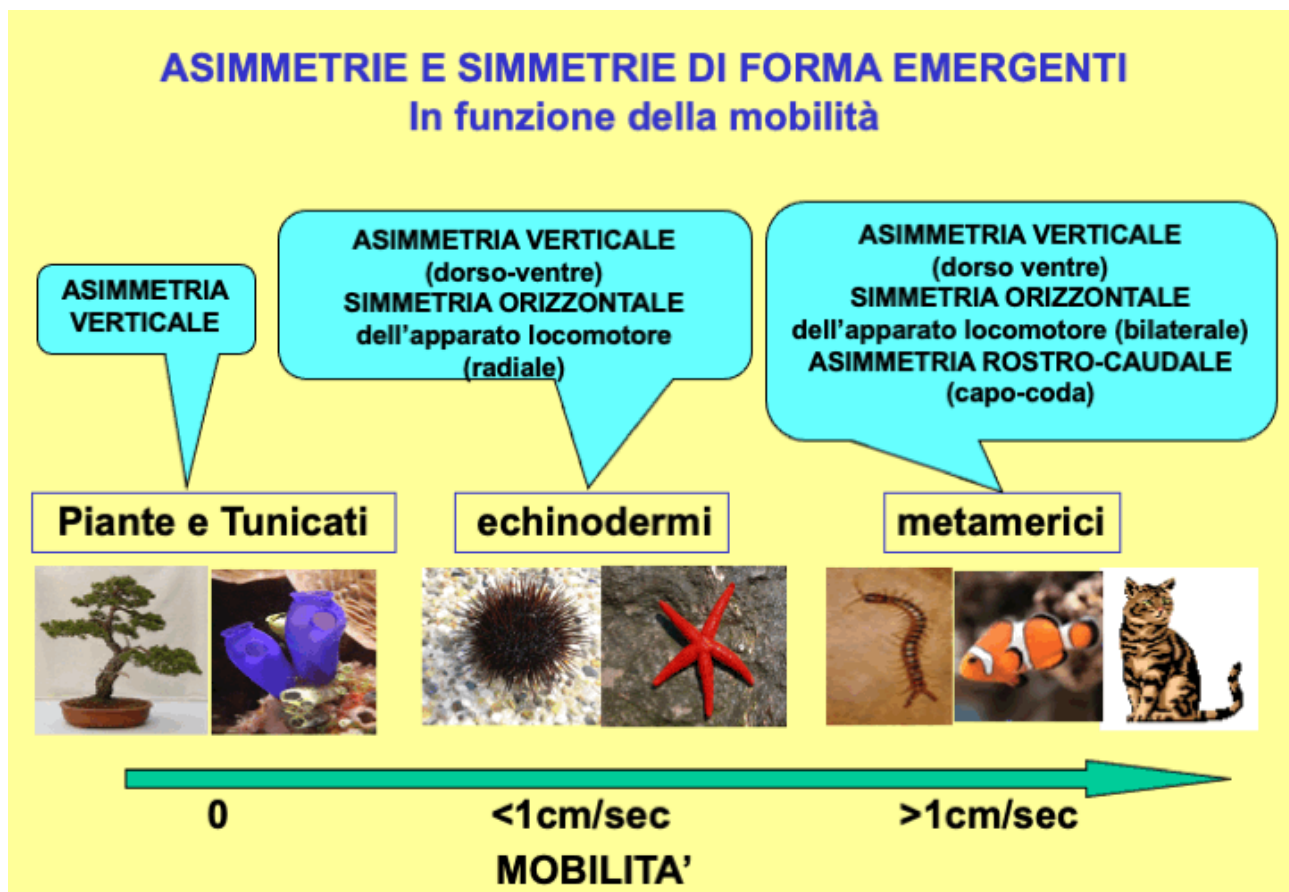 ASIMMETRIE E SIMMETRIE DI FORMA EMERGENTI
In funzione della mobilità
ASIMMETRIA
VERTICALE
ASIMMETRIA VERTICALE
(dorso-ventre)
SIMMETRIA ORIZZONTALE
dell'apparato locomotore
(radiale)
ASIMMETRIA VERTICALE
(dorso ventre)
SIMMETRIA ORIZZONTALE
dell'apparato locomotore (bilaterale)
ASIMMETRIA ROSTRO-CAUDALE
(capo-coda)
Piante e Tunicati
echinodermi
metamerici
0
<1cm/sec
>1cm/sec
MOBILITA'